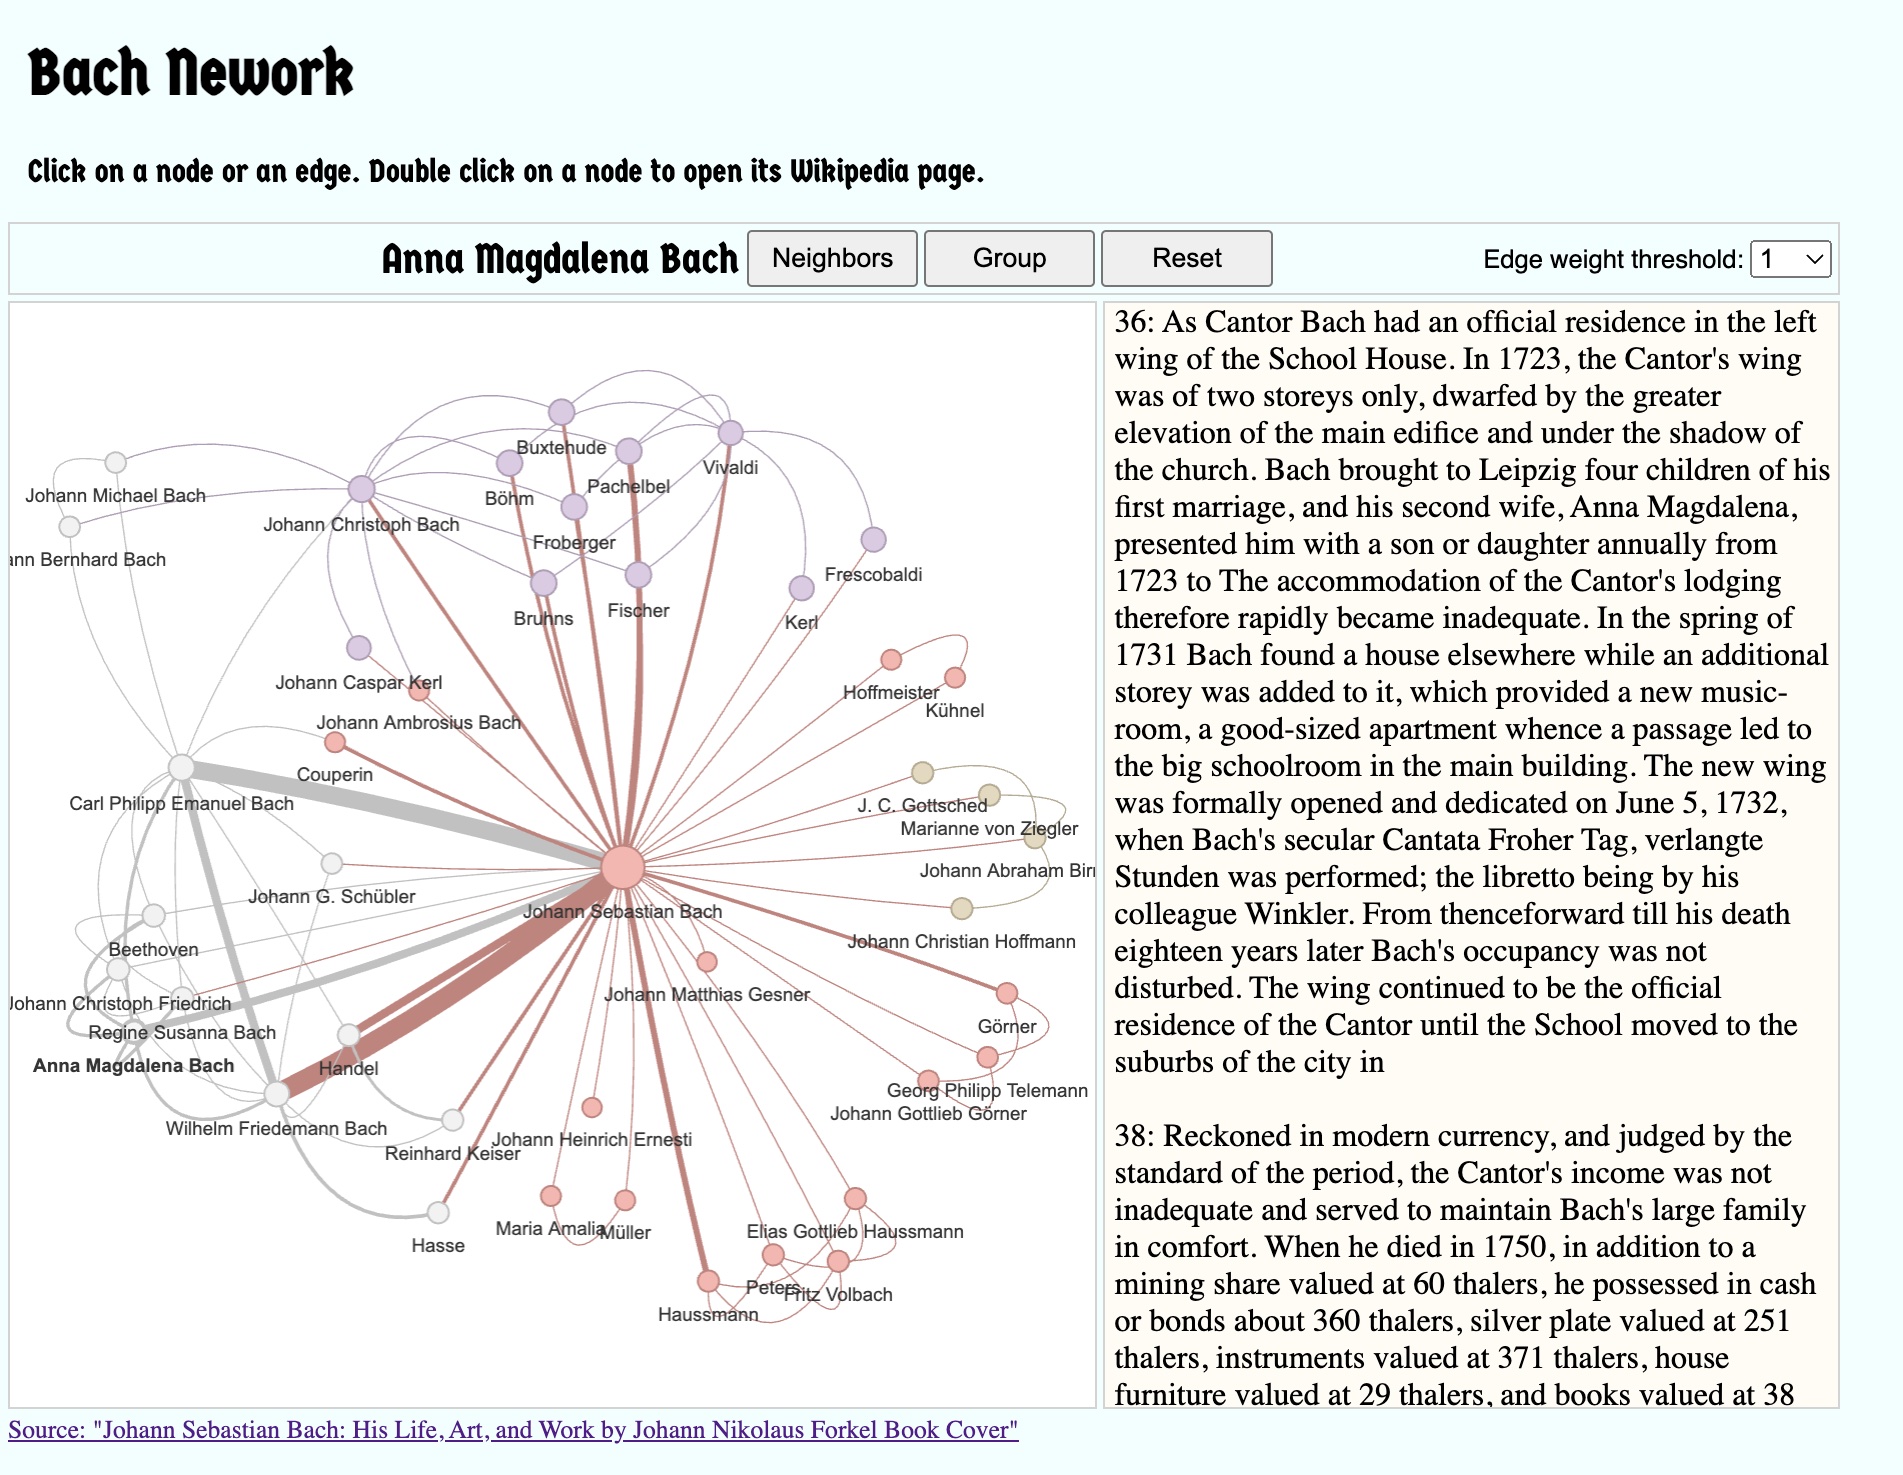 Bach Nework
Click on a node or an edge. Double click on a node to open its Wikipedia page.
Anna Magdalena Bach
Neighbors
Group
Reset
Edge weight threshold: 1
Buxtehude
Vivaldi
Pachelbel
Johann Michael Bach
Böhm
Johann Christoph Bach
Froberger
ann Bernhard Bach
Frescobaldi
Fischer
Bruhns
Kerl
Johann Caspar Kerl
Hoffmeister
Kühnel
Johann Ambrosius Bach
Couperin
Carl Philipp Emanuel Bach
J. C. Gottsched
Marianne von Ziegler
Johann Abraham Bir
Johann G. Schübler
Johann Sebastian Bach
Johann Christian Hoffmann
Beethoven
Johann Matthias Gesner
Johann Christoph Friedrich
Görner
Regine Susanna Bach
Anna Magdalena Bach
Handel
Georg Philipp Telemann
Johann Gottlieb Görner
Wilhelm Friedemann Bach
Johann Heinrich Ernesti
Reinhard Keiser
Maria Amalia
Müller
Elias Gottlieb Haussmann
Hasse
Peters
Fritz Volbach
Haussmann
36: As Cantor Bach had an official residence in the left
wing of the School House. In 1723, the Cantor's wing
was of two storeys only, dwarfed by the greater
elevation of the main edifice and under the shadow of
the church. Bach brought to Leipzig four children of his
first marriage, and his second wife, Anna Magdalena,
presented him with a son or daughter annually from
1723 to The accommodation of the Cantor's lodging
therefore rapidly became inadequate. In the spring of
1731 Bach found a house elsewhere while an additional
storey was added to it, which provided a new music-
room, a good-sized apartment whence a passage led to
the big schoolroom in the main building. The new wing
was formally opened and dedicated on June 5, 1732,
when Bach's secular Cantata Froher Tag, verlangte
Stunden was performed; the libretto being by his
colleague Winkler. From thenceforward till his death
eighteen years later Bach's occupancy was not
disturbed. The wing continued to be the official
residence of the Cantor until the School moved to the
suburbs of the city in
38: Reckoned in modern currency, and judged by the
standard of the period, the Cantor's income was not
inadequate and served to maintain Bach's large family
in comfort. When he died in 1750, in addition to a
mining share valued at 60 thalers, he possessed in cash
or bonds about 360 thalers, silver plate valued at 251
thalers, instruments valued at 371 thalers, house
furniture valued at 29 thalers, and books valued at 38
Source: "Johann Sebastian Bach: His Life, Art, and Work by Johann Nikolaus Forkel Book Cover"